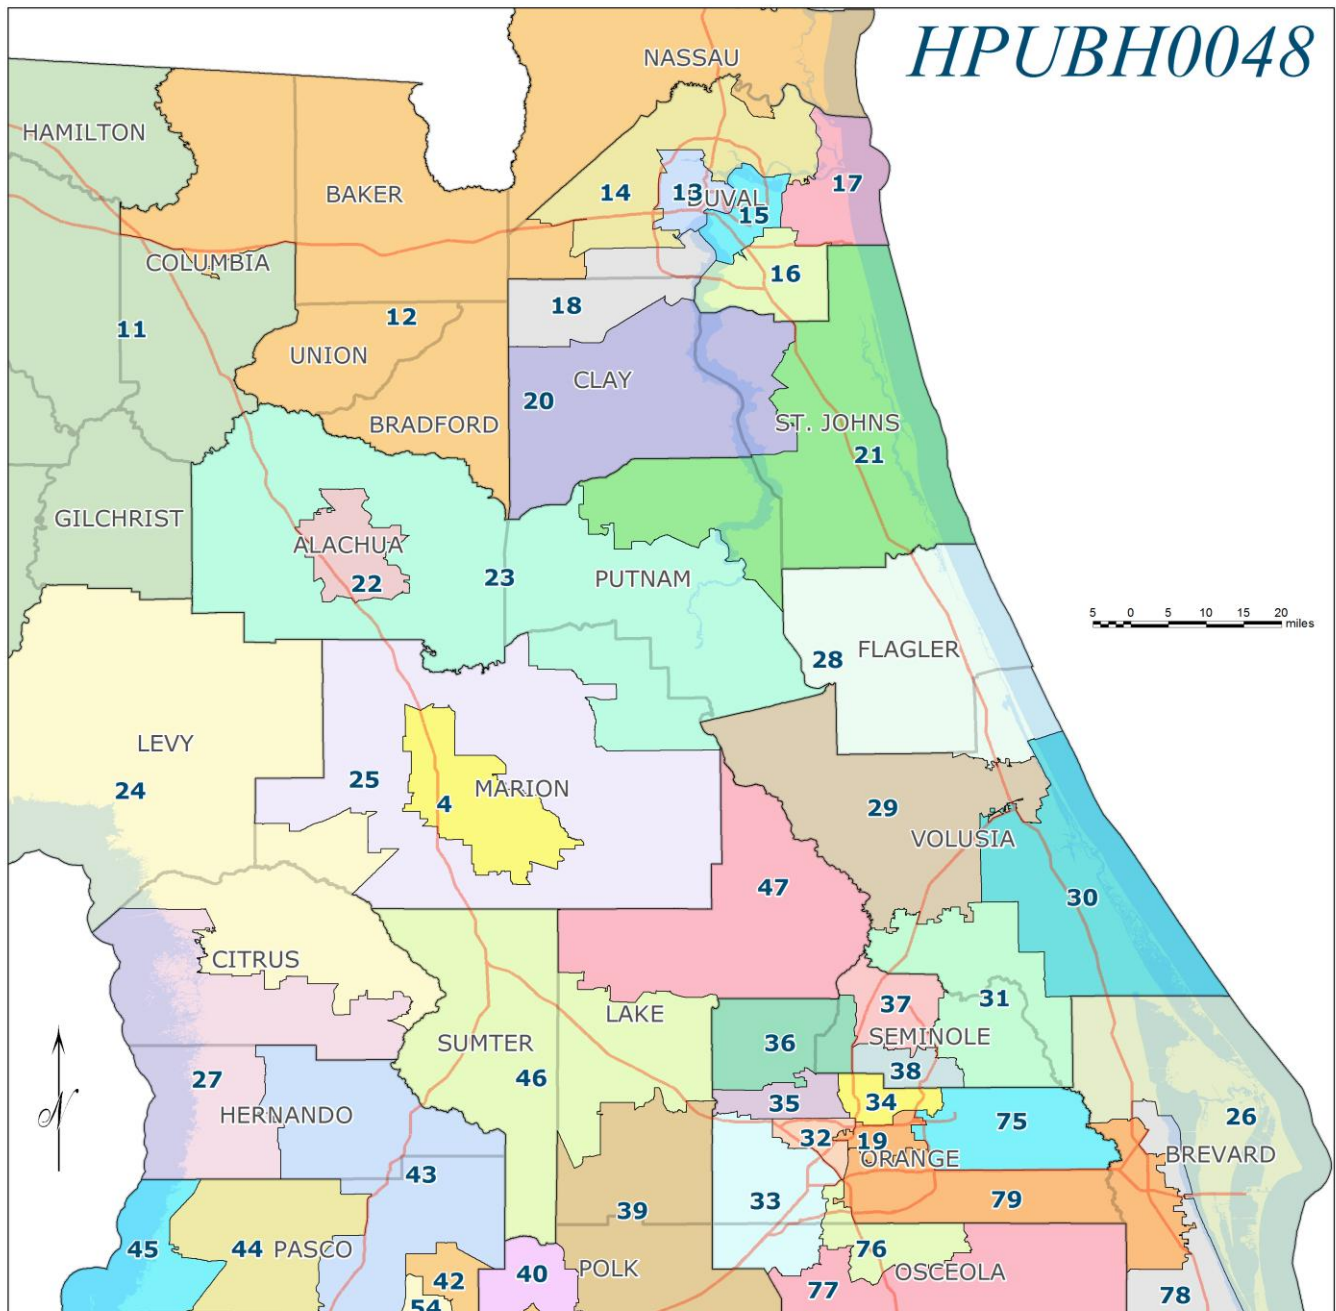 HPUBH0048
NASSAU
HAMILTON
BAKER
14
13
DUVAL
15
17
COLUMBIA
16
18
11
12
UNION
20
CLAY
BRADFORD
ST. JOHNS
21
GILCHRIST
ALACHUA
22
23
PUTNAM
5 0 5 10 15 20
miles
28
FLAGLER
LEVY
24
25
MARION
4
29
VOLUSIA
47
30
CITRUS
37
31
LAKE
SEMINOLE
36
SUMTER
38
46
27
35
34
HERNANDO
75
26
32
19
ORANGE
BREVARD
43
N
33
79
39
45
44
PASCO
76
42
40
POLK
OSCEOLA
77
78
54